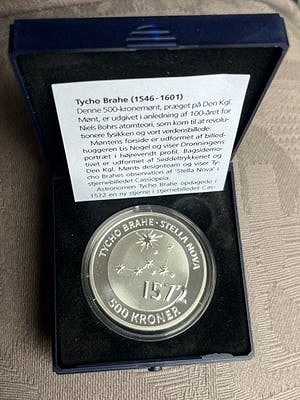 Tycho Brahe (1546 - 1601)
Denne 500-kronemønt, præget på Den Kgl.
Mønt, er udgivet i anledning af 100-året for
Niels Bohrs atomteori, som kom til at revolu-
tionere fysikken og vort verdensbillede.
Møntens forside er udformet af billed-
huggeren Lis Nogel og viser Dronningens
portræt i højrevendt profil. Bagsidemo-
tivet er udformet af Seddeltrykkeriet og
Den Kgl. Mønts designteam og viser Ty-
cho Brahes observation af 'Stella Nova' i
stjernebilledet Cassiopeia.
Astronomen Tycho Brahe opdagede i
1572 en ny stjerne i stjernebilledet Cas-
TYCHO BRAHE · STELLA NOVA
1572
500 KRONER